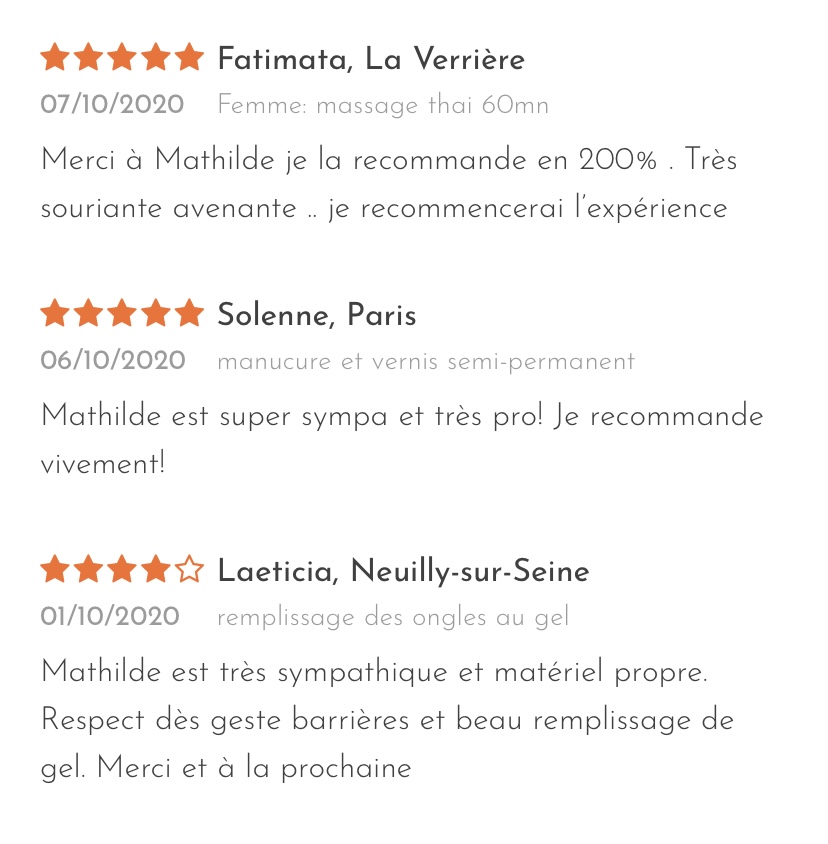 Fatimata, La Verrière
07/10/2020 Femme: massage thai 60mn
Merci à Mathilde je la recommande en 200% . Très
souriante avenante .. je recommencerai l’expérience
Solenne, Paris
06/10/2020 manucure et vernis semi-permanent
Mathilde est super sympa et très pro! Je recommande
vivement!
Laeticia, Neuilly-sur-Seine
01/10/2020 remplissage des ongles au gel
Mathilde est très sympathique et matériel propre.
Respect dès geste barrières et beau remplissage de
gel. Merci et à la prochaine